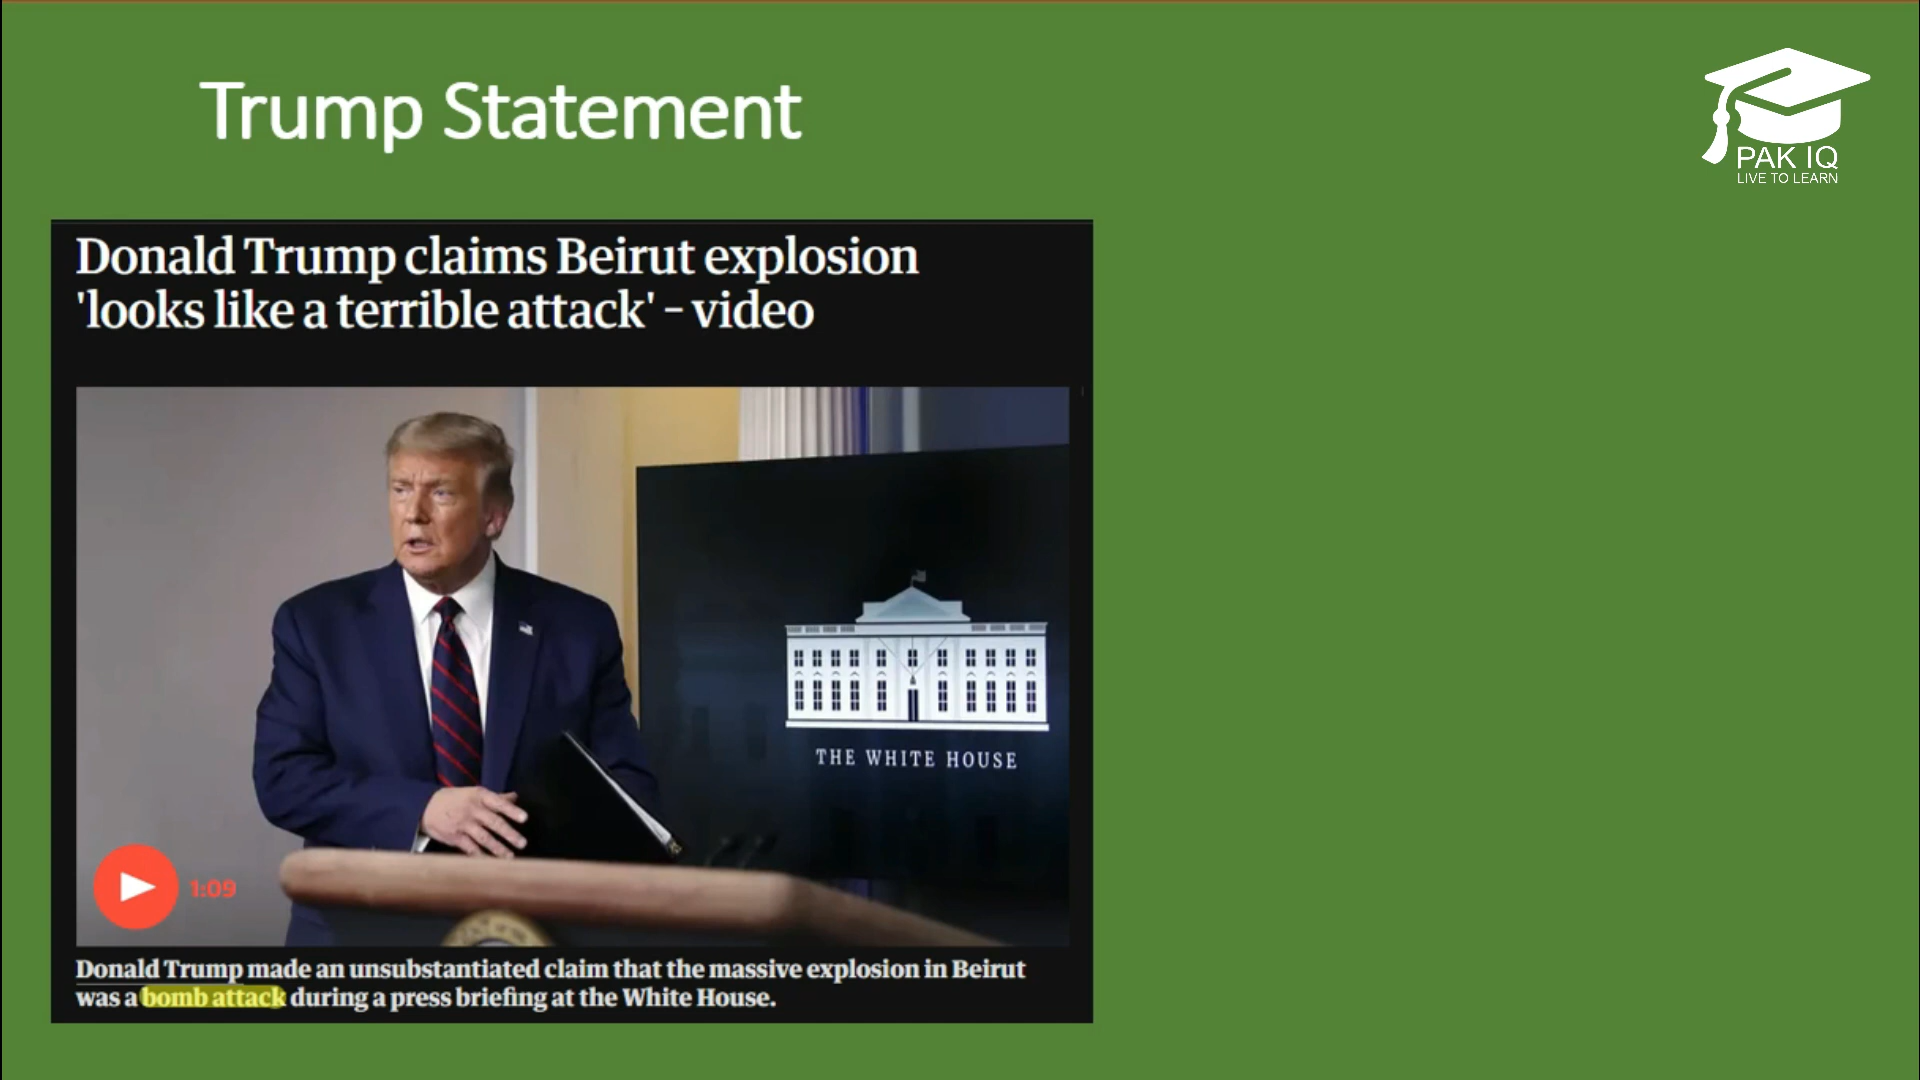 Trump Statement
PAK IQ
LIVE TO LEARN
Donald Trump claims Beirut explosion
'looks like a terrible attack' – video
THE WHITE HOUSE
1:09
Donald Trump made an unsubstantiated claim that the massive explosion in Beirut
was a bomb attack during a press briefing at the White House.